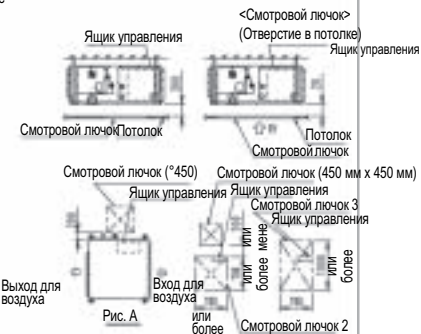 <Смотровой лючок>
(Отверстие в потолке)
Ящик управления
Ящик управления
Смотровой лючок
Потолок
Потолок
Смотровой лючок
Смотровой лючок (°450)
Смотровой лючок (450 мм x 450 мм)
Ящик управления
Ящик управления
Смотровой лючок 3
Ящик управления
или
мене
или
более
или
более
Выход для
воздуха
Вход для
воздуха
Рис. A
или
более
Смотровой лючок 2